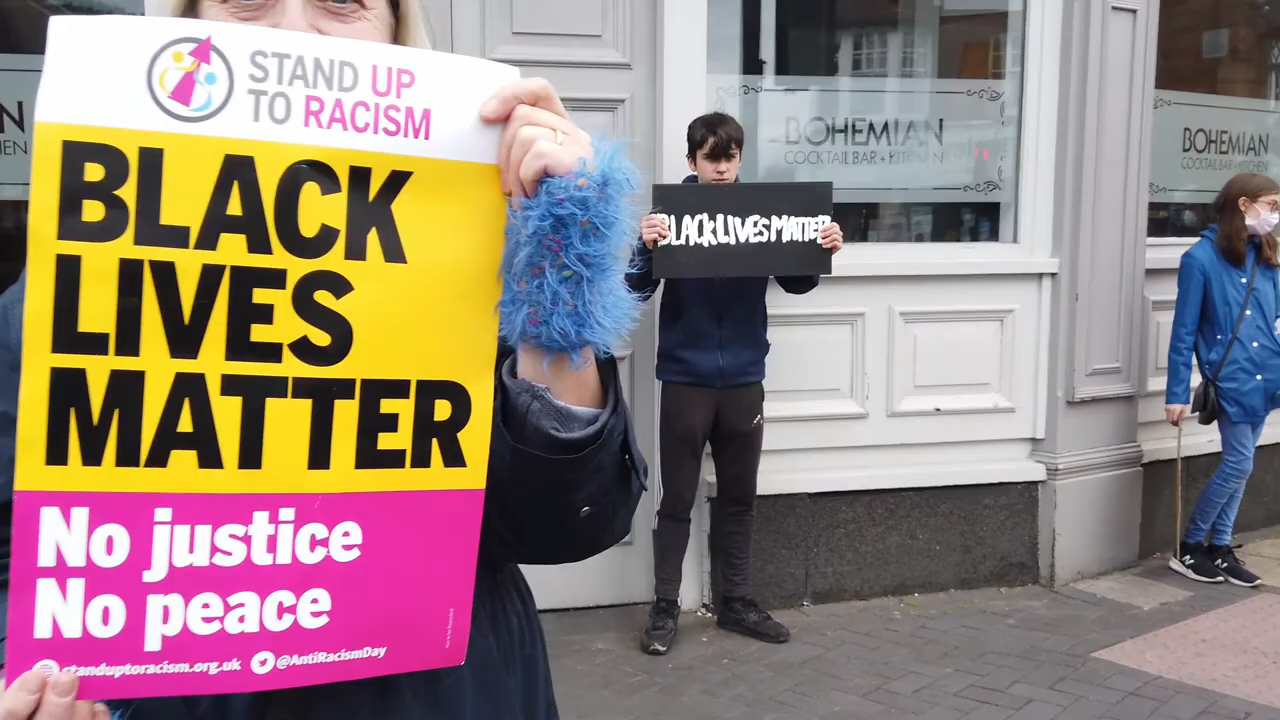 STAND UP
TO RACISM
BLACK
LIVES
MATTER
No justice
No peace
standuptoracism.org.uk @AntiRacismDay
BLACKLIVESMATTER
BOHEMIAN
COCKTAIL BAR + KITCHEN
BOHEMIAN
COCKTAIL BAR + KITCHEN
N
EN